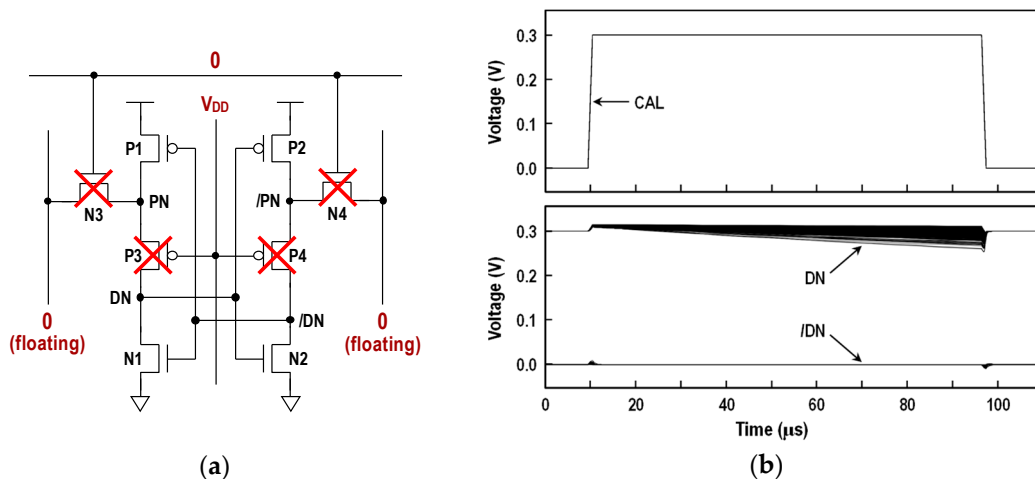 0
V_DD
P1
P2
N3
PN
/PN
N4
P3
P4
DN
/DN
0
(floating)
0
(floating)
N1
N2
(a)
Voltage (V)
0.3
0.2
0.1
0.0
CAL
Voltage (V)
0.3
0.2
0.1
0.0
DN
/DN
0 20 40 60 80 100
Time (μs)
(b)